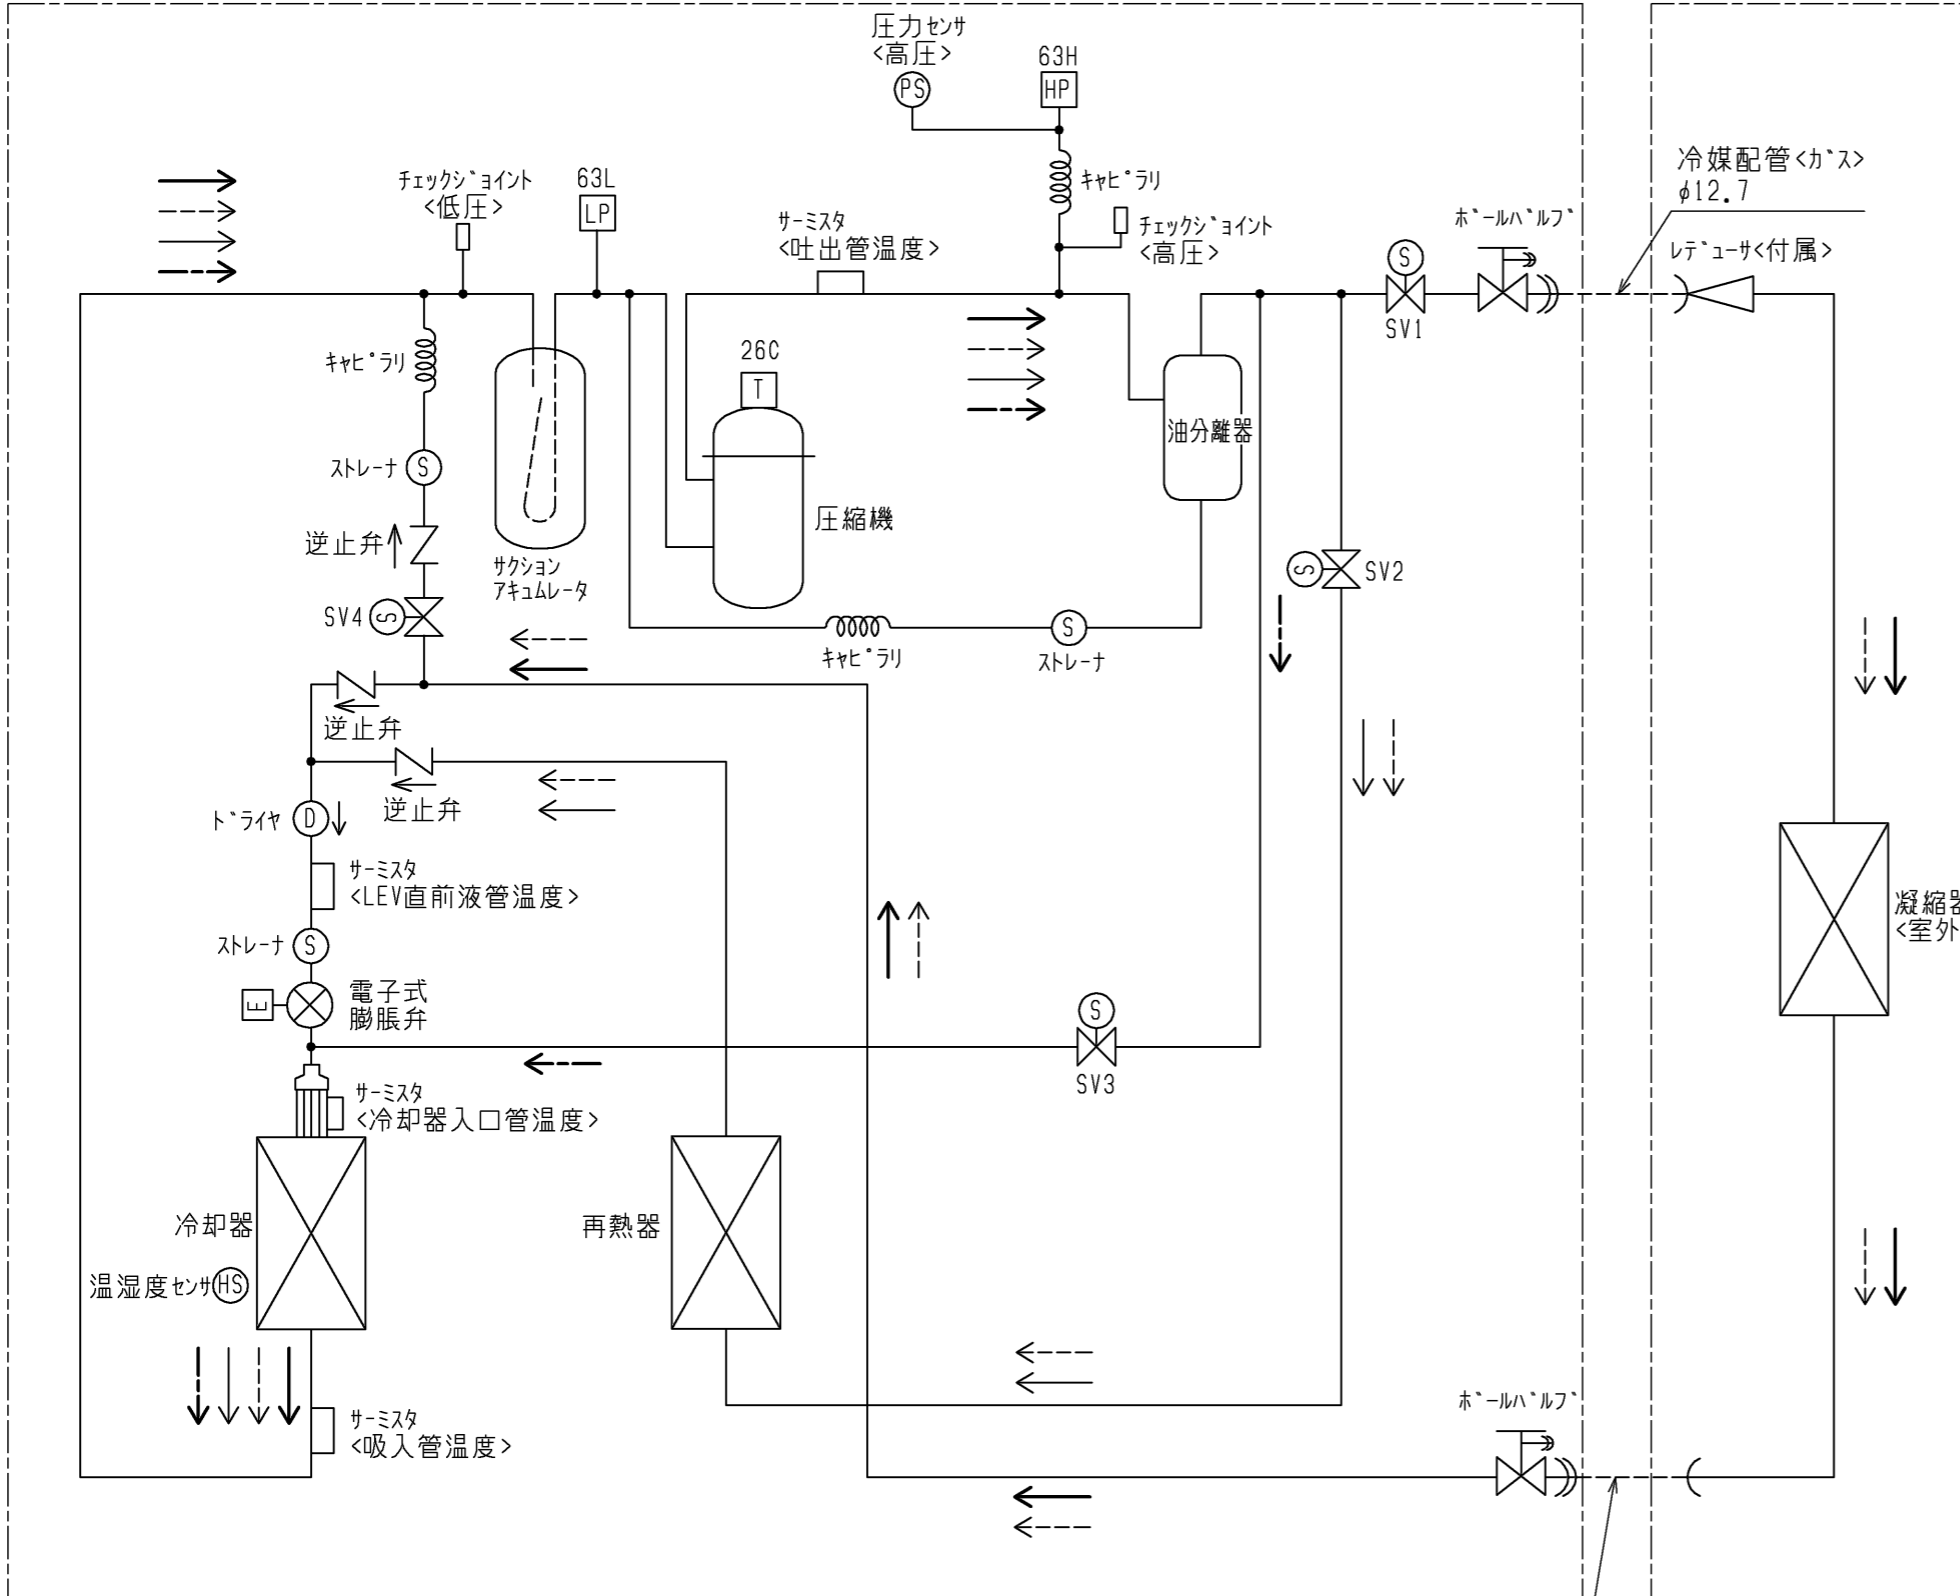 圧力センサ
<高圧>
PS
63H
HP
冷媒配管<ガス>
φ12.7
チェックジョイント
<低圧>
63L
LP
キャピラリ
サーミスタ
<吐出管温度>
チェックジョイント
<高圧>
ボールバルブ
レデューサ<付属>
S
SV1
キャピラリ
26C
T
油分離器
ストレーナ
S
圧縮機
逆止弁
サクション
アキュムレータ
S
SV2
SV4
S
キャピラリ
S
ストレーナ
逆止弁
逆止弁
ドライヤ
D
サーミスタ
<LEV直前液管温度>
凝縮器
<室外
ストレーナ
S
E
電子式
膨脹弁
S
SV3
サーミスタ
<冷却器入口管温度>
冷却器
再熱器
温湿度センサ
HS
ボールバルブ
サーミスタ
<吸入管温度>